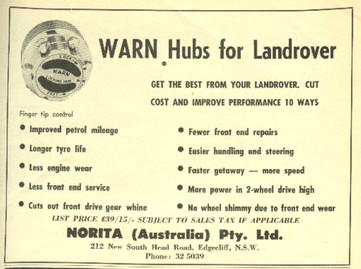 WARN Hubs for Landrover
WARN
GET THE BEST FROM YOUR LANDROVER. CUT
COST AND IMPROVE PERFORMANCE 10 WAYS
Finger tip control
• Improved petrol mileage
• Longer tyre life
• Less engine wear
• Less front end service
• Cuts out front drive gear whine
• Fewer front end repairs
• Easier handling and steering
• Faster getaway — more speed
• More power in 2-wheel drive high
• No wheel shimmy due to front end wear
LIST PRICE £39/15/- SUBJECT TO SALES TAX IF APPLICABLE
NORITA (Australia) Pty. Ltd.
212 New South Head Road, Edgecliff, N.S.W.
Phone: 32 5039